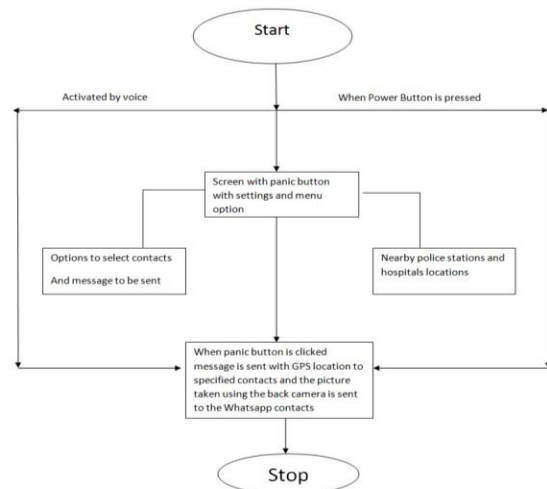 Start
Activated by voice
When Power Button is pressed
Screen with panic button
with settings and menu
option
Options to select contacts
And message to be sent
Nearby police stations and
hospitals locations
When panic button is clicked
message is sent with GPS location to
specified contacts and the picture
taken using the back camera is sent
to the Whatsapp contacts
Stop